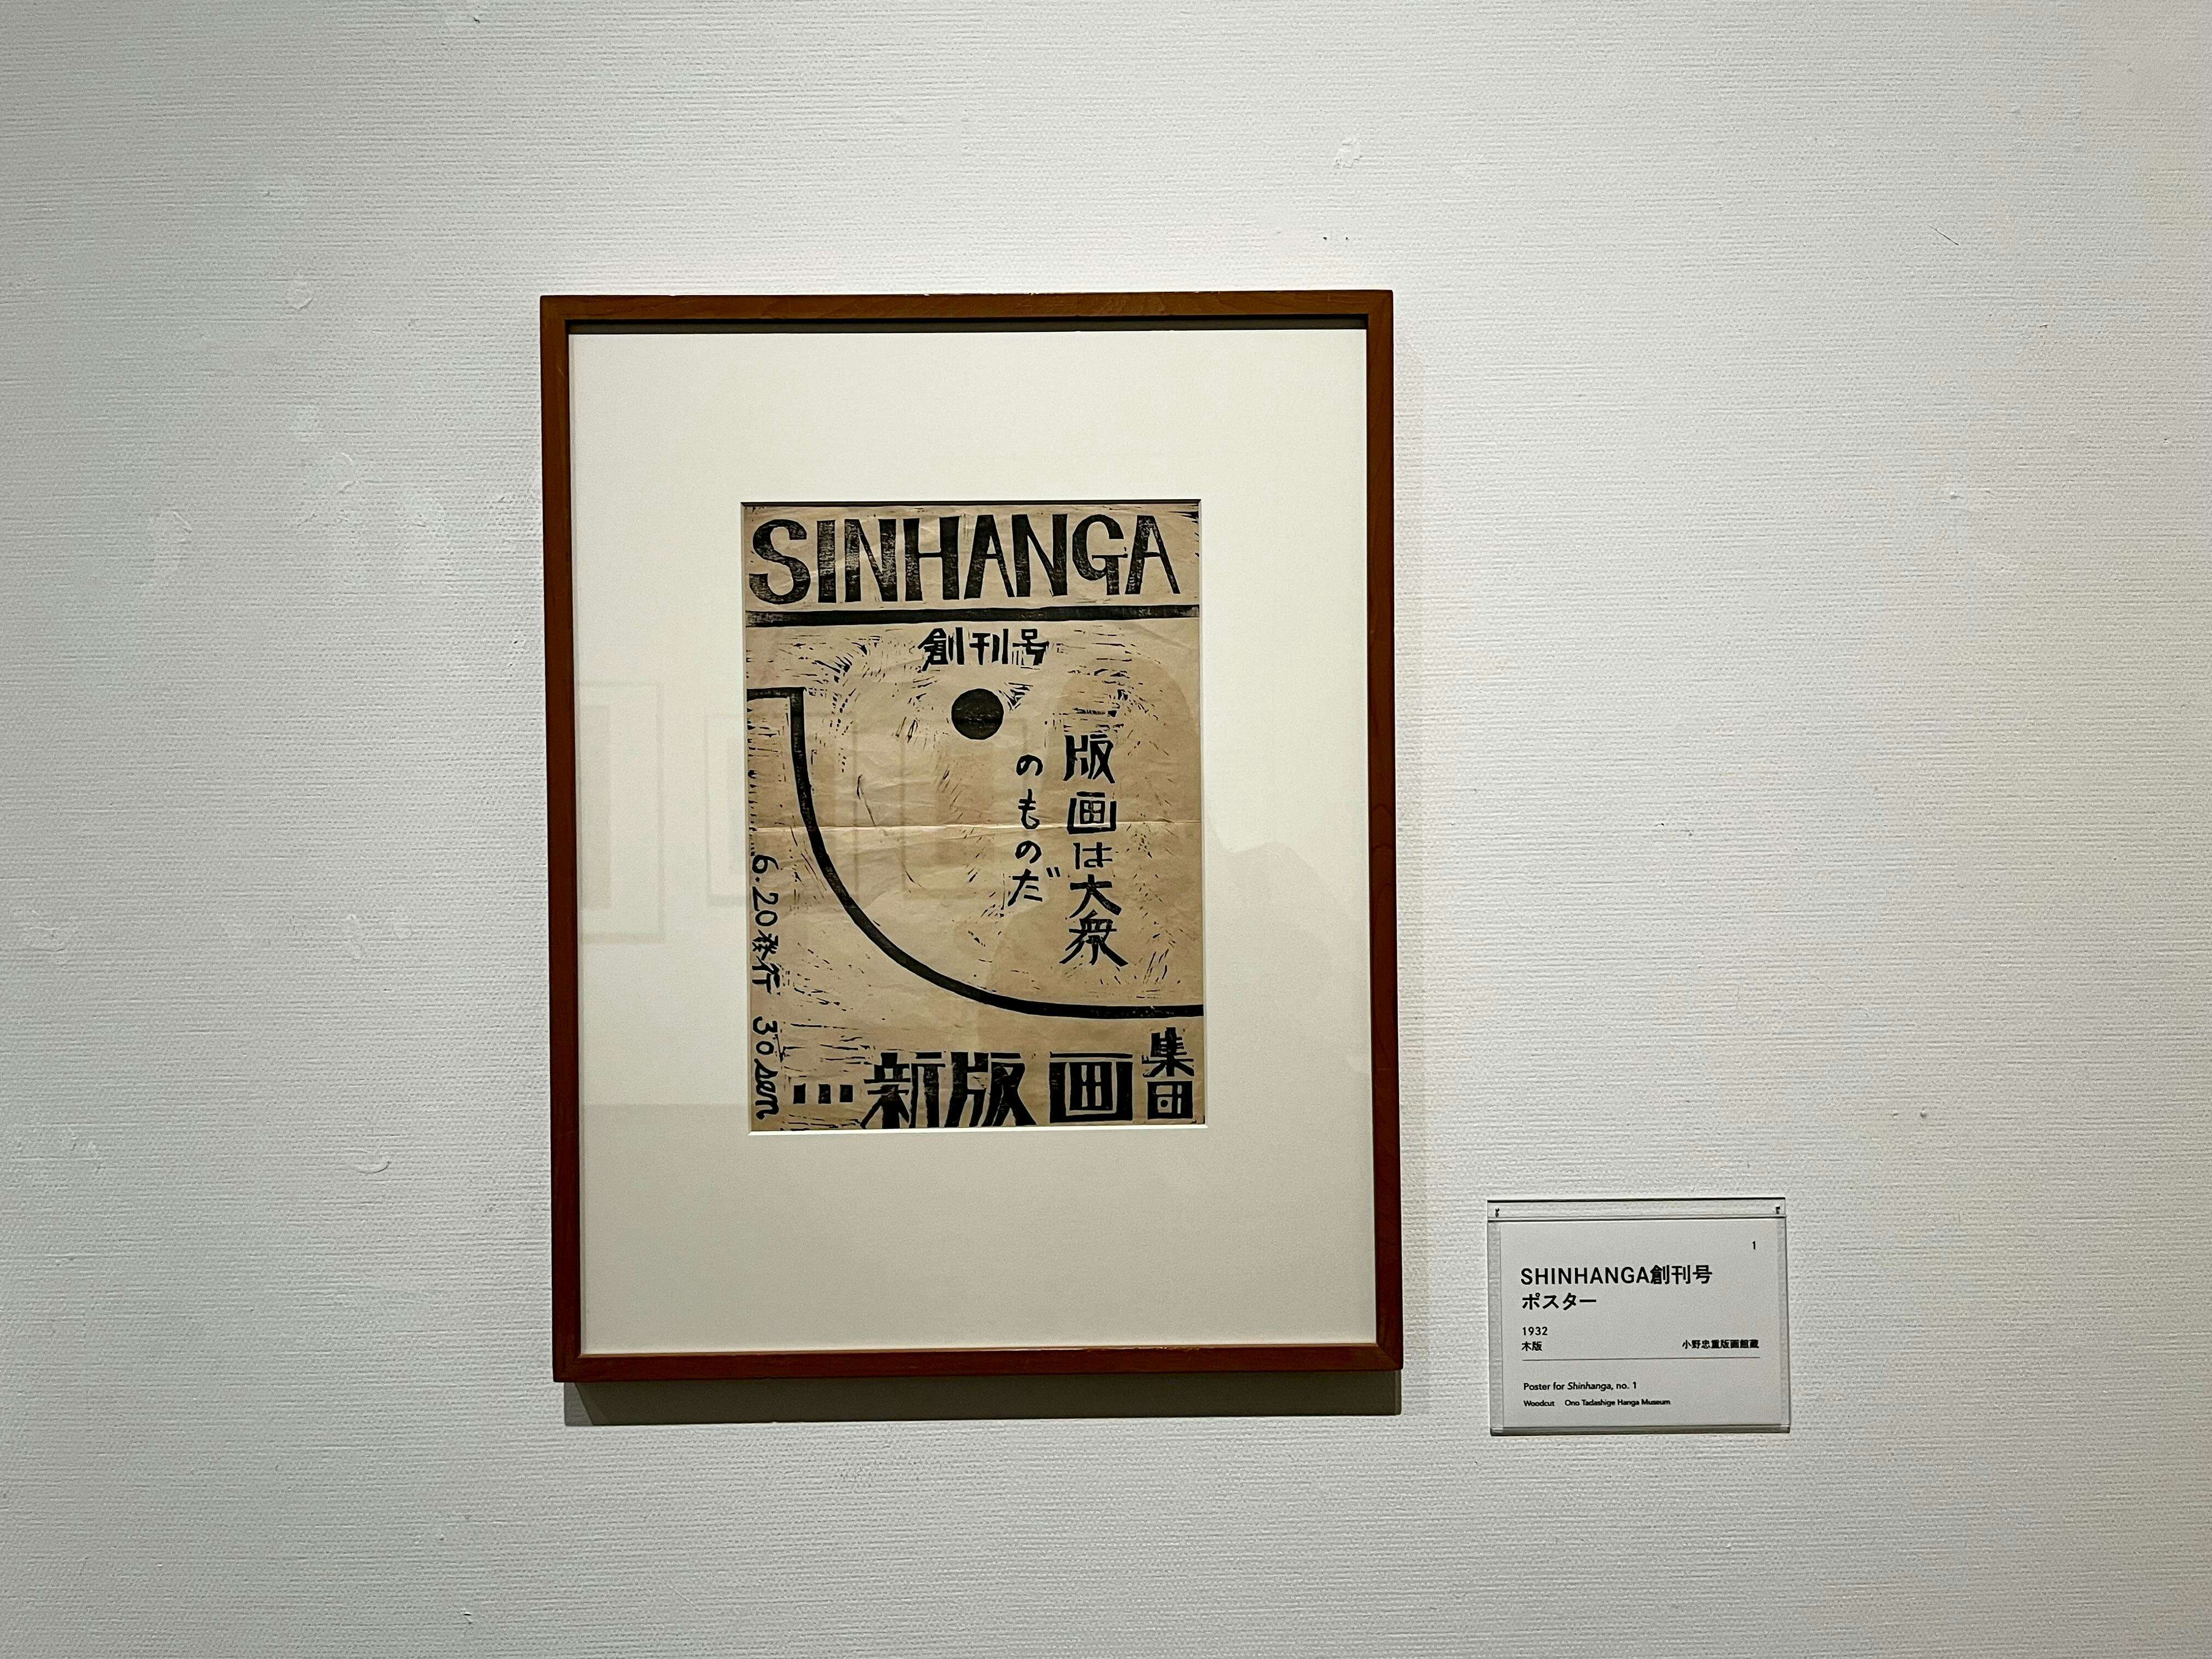 SINHANGA
創刊号
版画は大衆
のものだ
6.20発行 30sen
…新版画集団
1
SHINHANGA創刊号
ポスター
1932
木版
小野忠重版画館蔵
Poster for Shinhanga, no. 1
Woodcut Ono Tadashige Hanga Museum